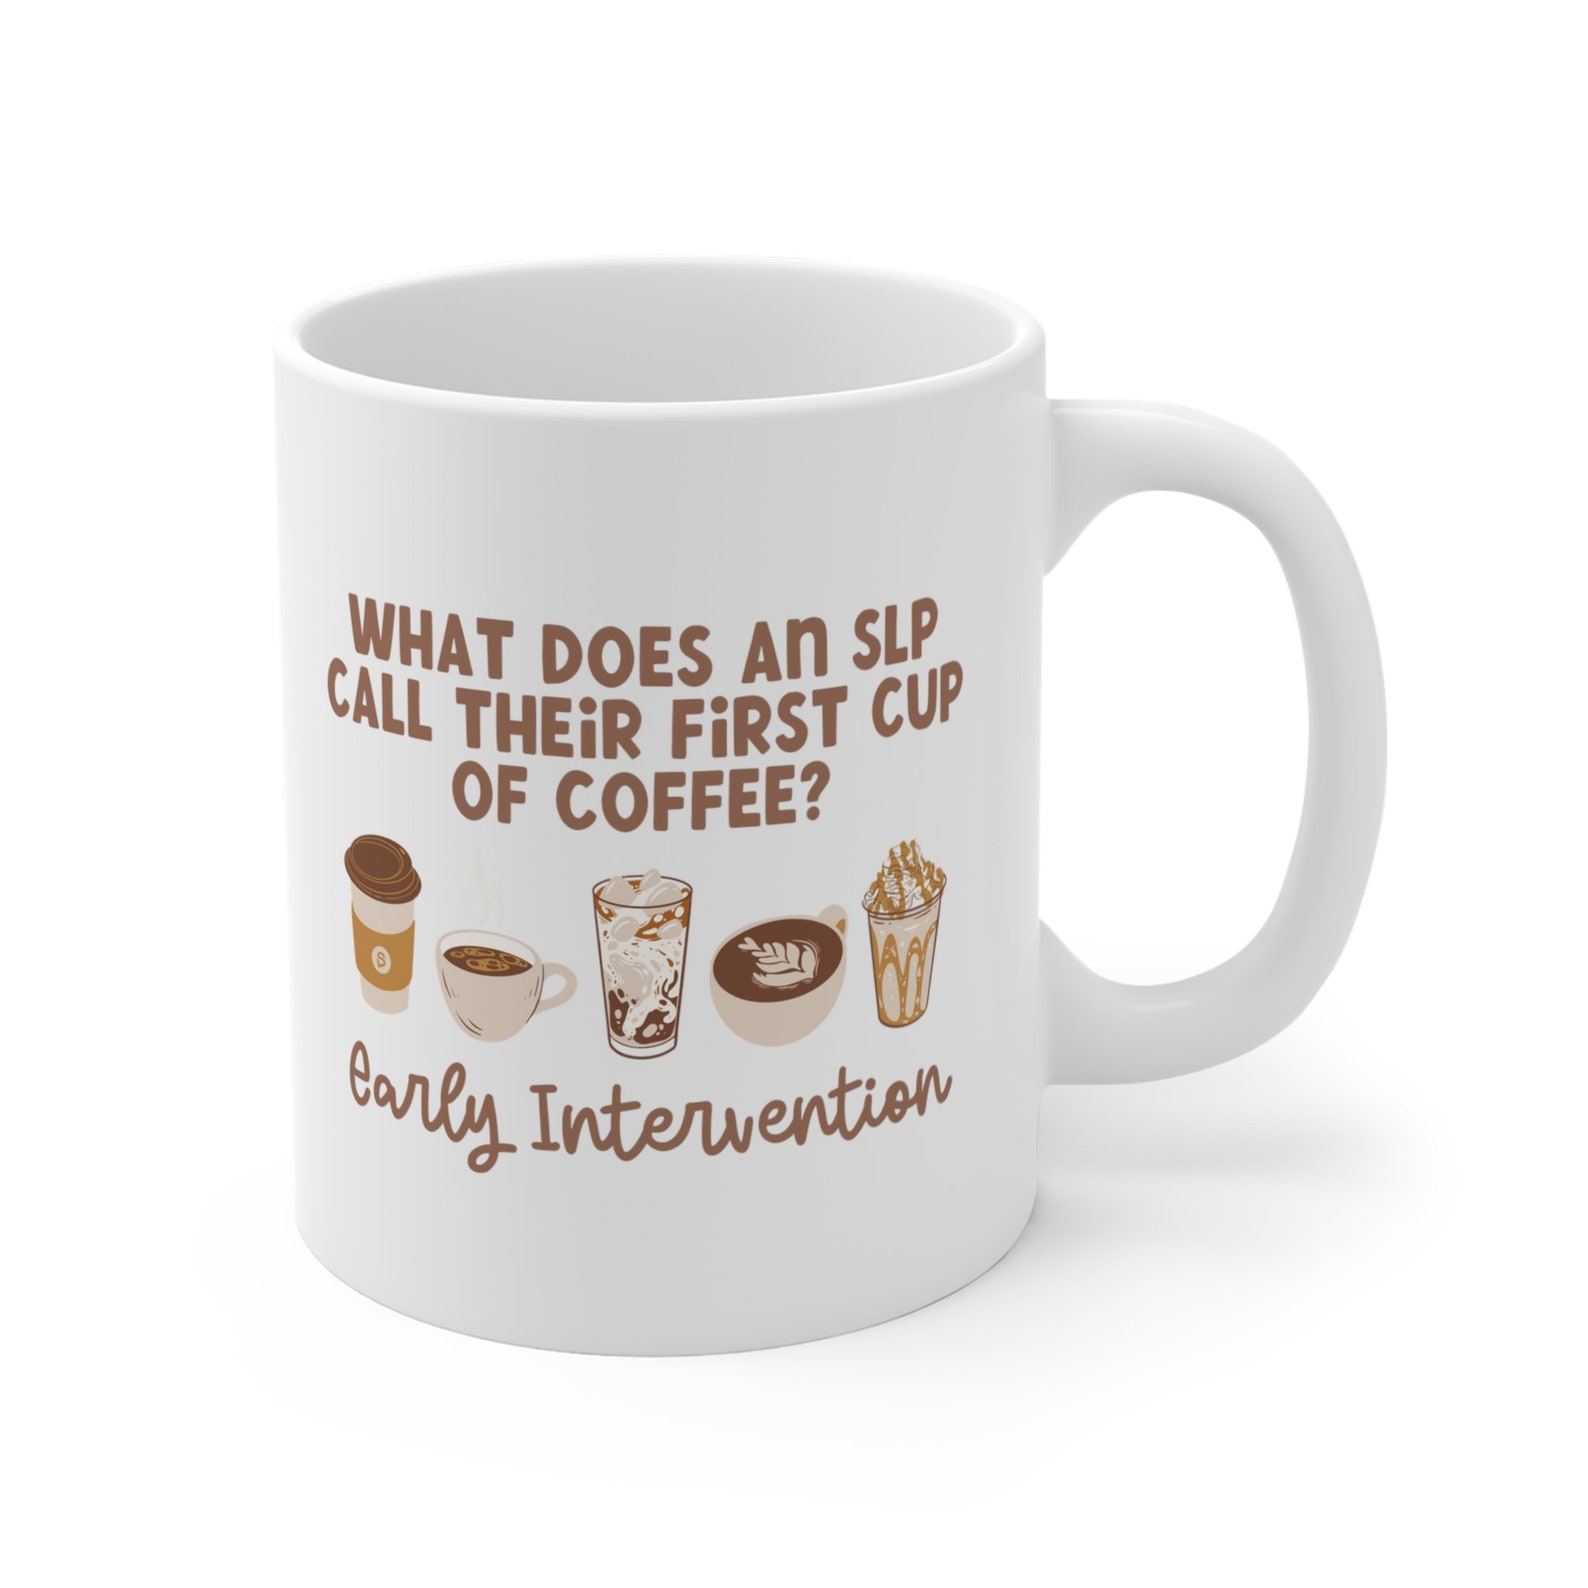 WHAT DOES An SLP
CALL THEiR FiRST CUP
OF COFFEE?
S
early Intervention